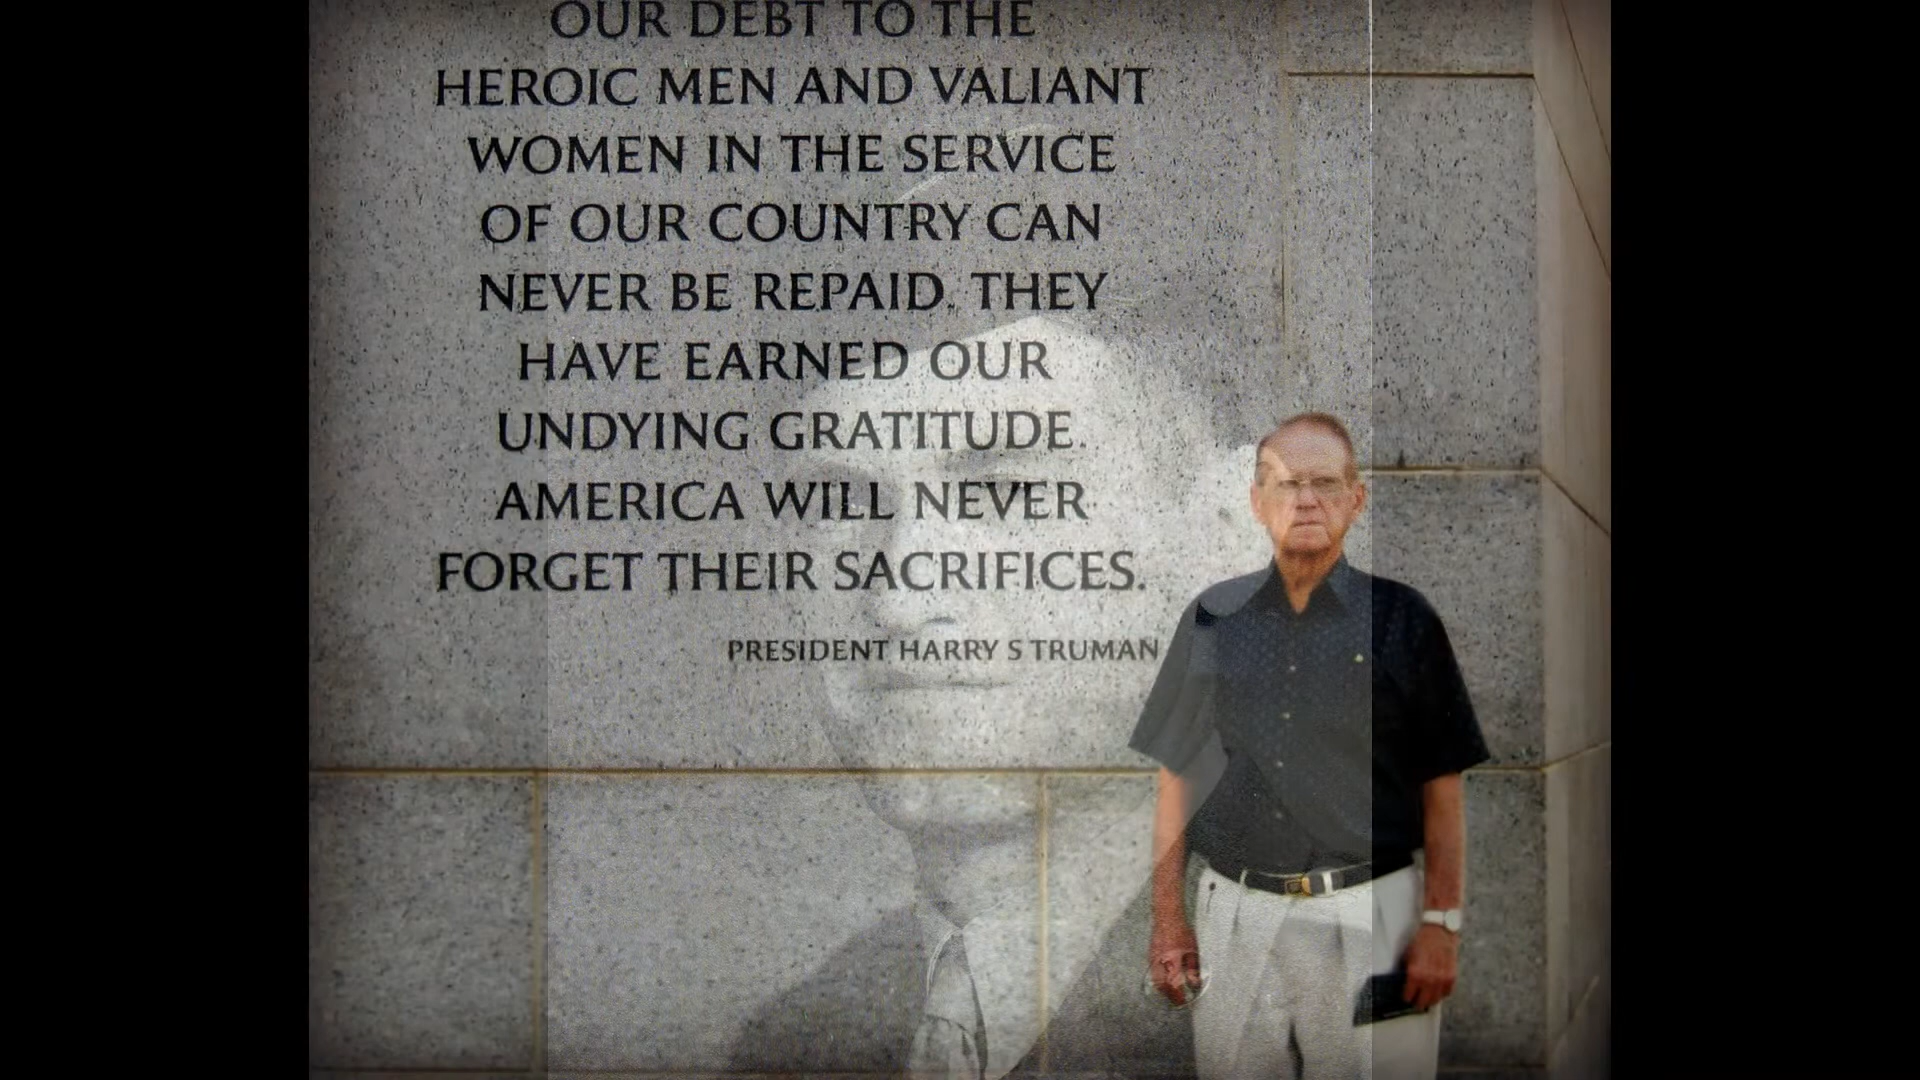 OUR DEBT TO THE
HEROIC MEN AND VALIANT
WOMEN IN THE SERVICE
OF OUR COUNTRY CAN
NEVER BE REPAID. THEY
HAVE EARNED OUR
UNDYING GRATITUDE.
AMERICA WILL NEVER
FORGET THEIR SACRIFICES.
PRESIDENT HARRY S TRUMAN